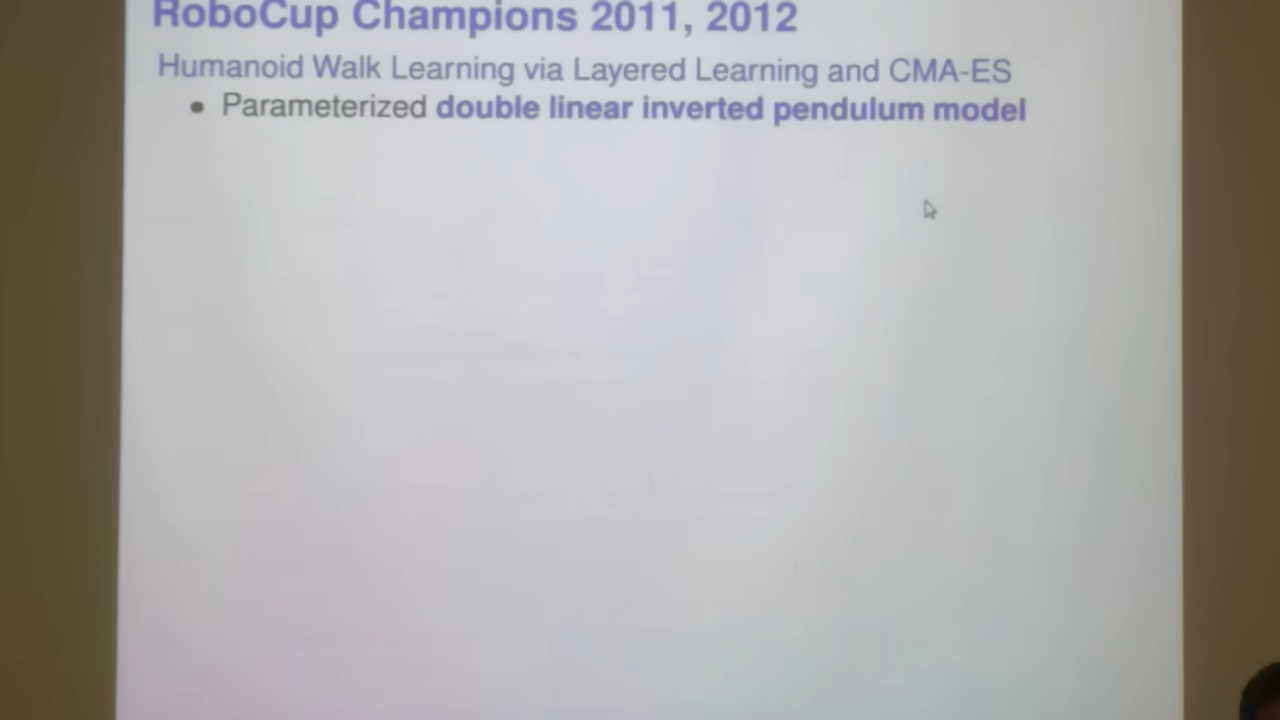 RoboCup Champions 2011, 2012
Humanoid Walk Learning via Layered Learning and CMA-ES
• Parameterized double linear inverted pendulum model